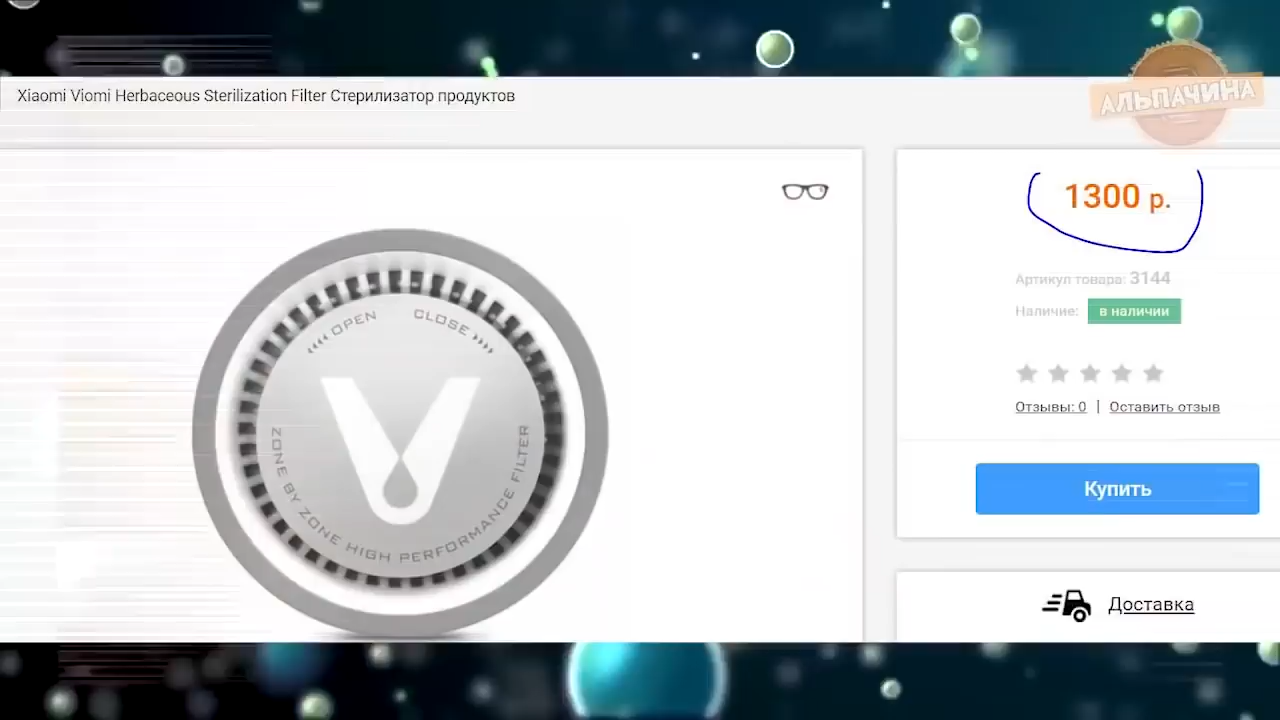 Xiaomi Viomi Herbaceous Sterilization Filter Стерилизатор продуктов
АЛЬПАЧИНА
1300 р.
Артикул товара: 3144
Наличие: в наличии
Отзывы: 0 | Оставить отзыв
Купить
Доставка
OPEN CLOSE
ZONE BY ZONE HIGH PERFORMANCE FILTER